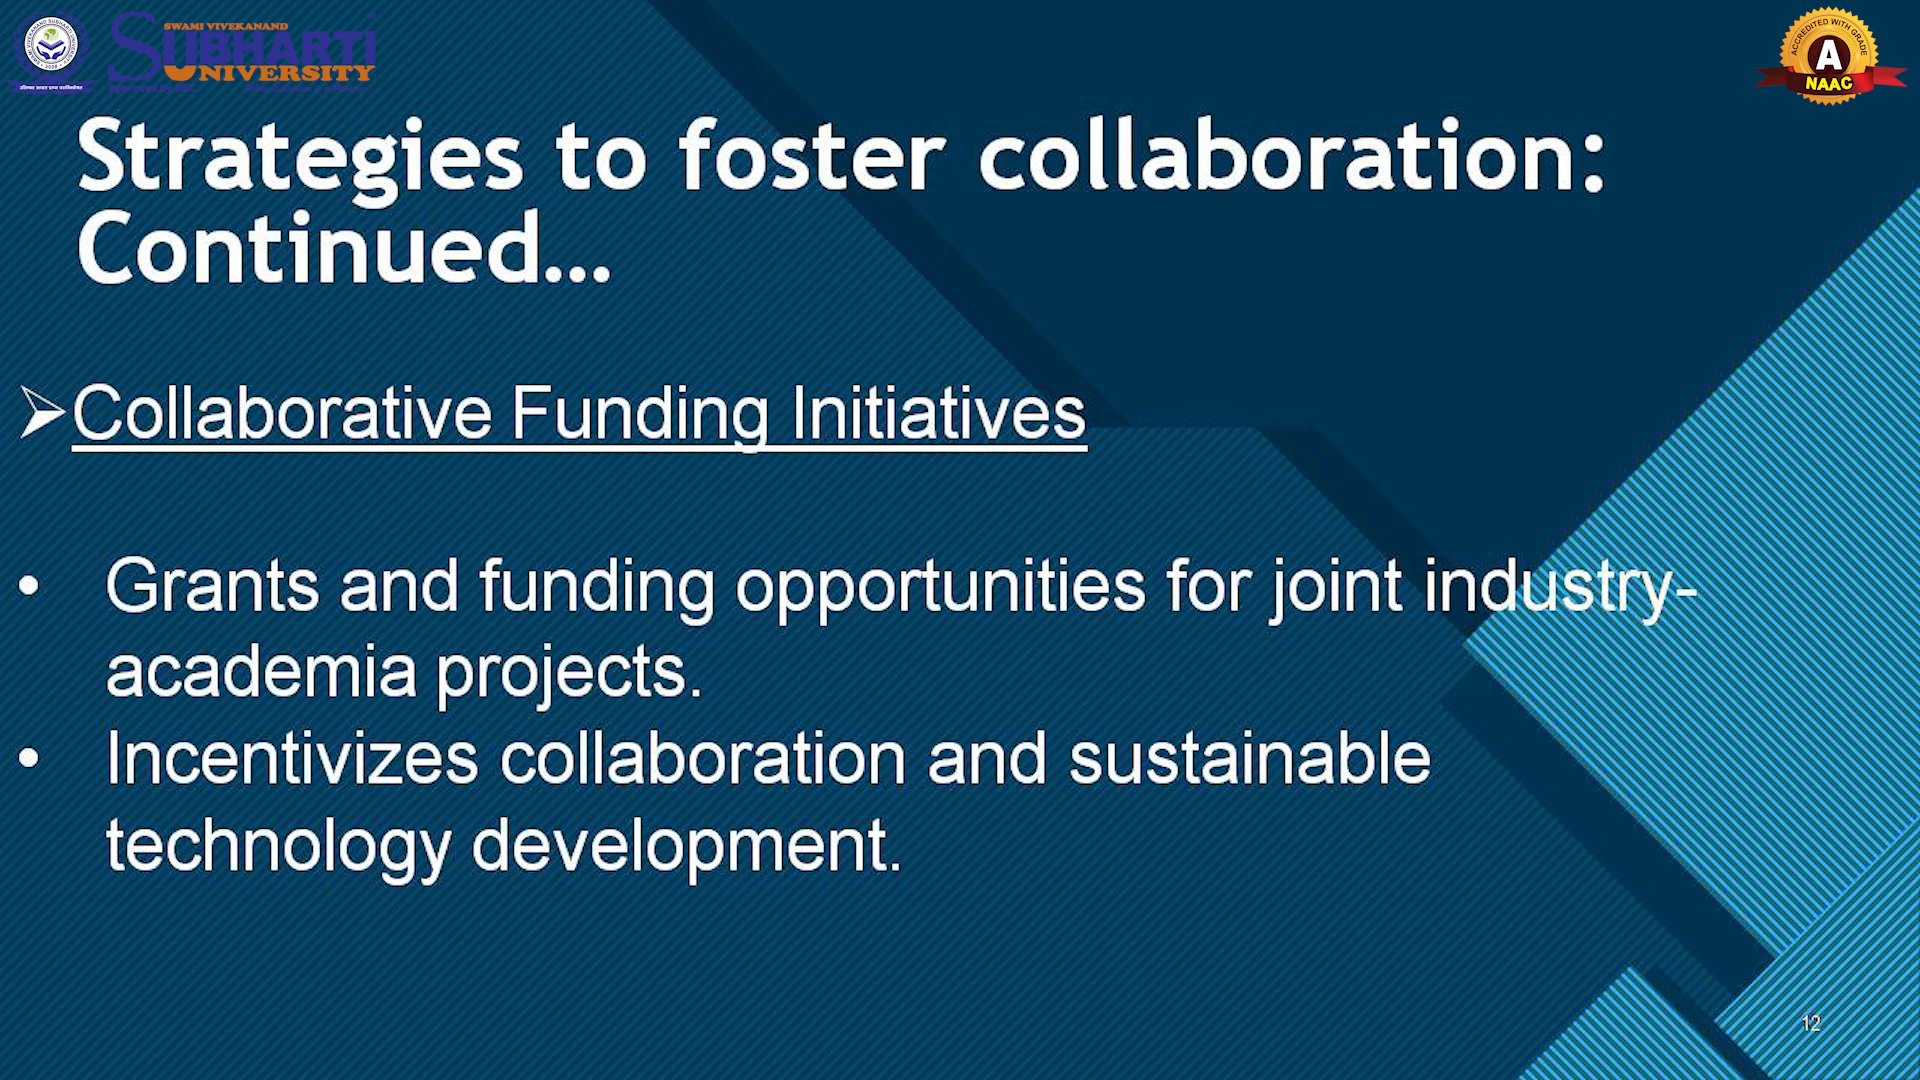 SWAMI VIVEKANAND
SUBHARTI
UNIVERSITY
ACCREDITED WITH GRADE
A
NAAC
Strategies to foster collaboration:
Continued...
➢Collaborative Funding Initiatives
• Grants and funding opportunities for joint industry-
academia projects.
• Incentivizes collaboration and sustainable
technology development.
12